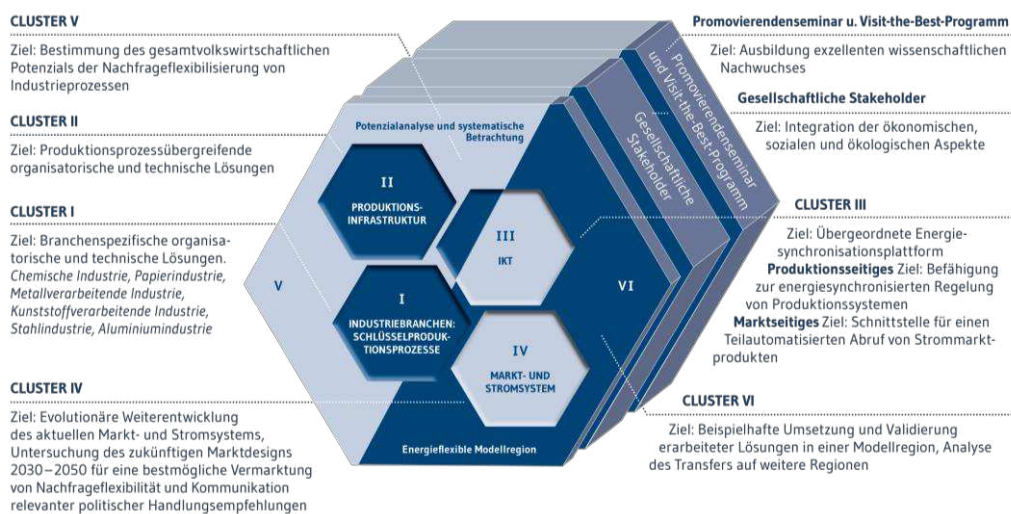 CLUSTER V
Ziel: Bestimmung des gesamtvolkswirtschaftlichen
Potenzials der Nachfrageflexibilisierung von
Industrieprozessen
CLUSTER II
Ziel: Produktionsprozessübergreifende
organisatorische und technische Lösungen
CLUSTER I
Ziel: Branchenspezifische organisa-
torische und technische Lösungen.
Chemische Industrie, Papierindustrie,
Metallverarbeitende Industrie,
Kunststoffverarbeitende Industrie,
Stahlindustrie, Aluminiumindustrie
CLUSTER IV
Ziel: Evolutionäre Weiterentwicklung
des aktuellen Markt- und Stromsystems,
Untersuchung des zukünftigen Marktdesigns
2030–2050 für eine bestmögliche Vermarktung
von Nachfrageflexibilität und Kommunikation
relevanter politischer Handlungsempfehlungen
Potenzialanalyse und systematische
Betrachtung
II
PRODUKTIONS-
INFRASTRUKTUR
III
IKT
V
I
INDUSTRIEBRANCHEN:
SCHLÜSSELPRODUK-
TIONSPROZESSE
IV
MARKT- UND
STROMSYSTEM
VI
Energieflexible Modellregion
Gesellschaftliche
Stakeholder
Promovierendenseminar
und Visit-the-Best-Programm
Promovierendenseminar u. Visit-the-Best-Programm
Ziel: Ausbildung exzellenten wissenschaftlichen
Nachwuchses
Gesellschaftliche Stakeholder
Ziel: Integration der ökonomischen,
sozialen und ökologischen Aspekte
CLUSTER III
Ziel: Übergeordnete Energie-
synchronisationsplattform
Produktionsseitiges Ziel: Befähigung
zur energiesynchronisierten Regelung
von Produktionssystemen
Marktseitiges Ziel: Schnittstelle für einen
Teilautomatisierten Abruf von Strommarkt-
produkten
CLUSTER VI
Ziel: Beispielhafte Umsetzung und Validierung
erarbeiteter Lösungen in einer Modellregion, Analyse
des Transfers auf weitere Regionen